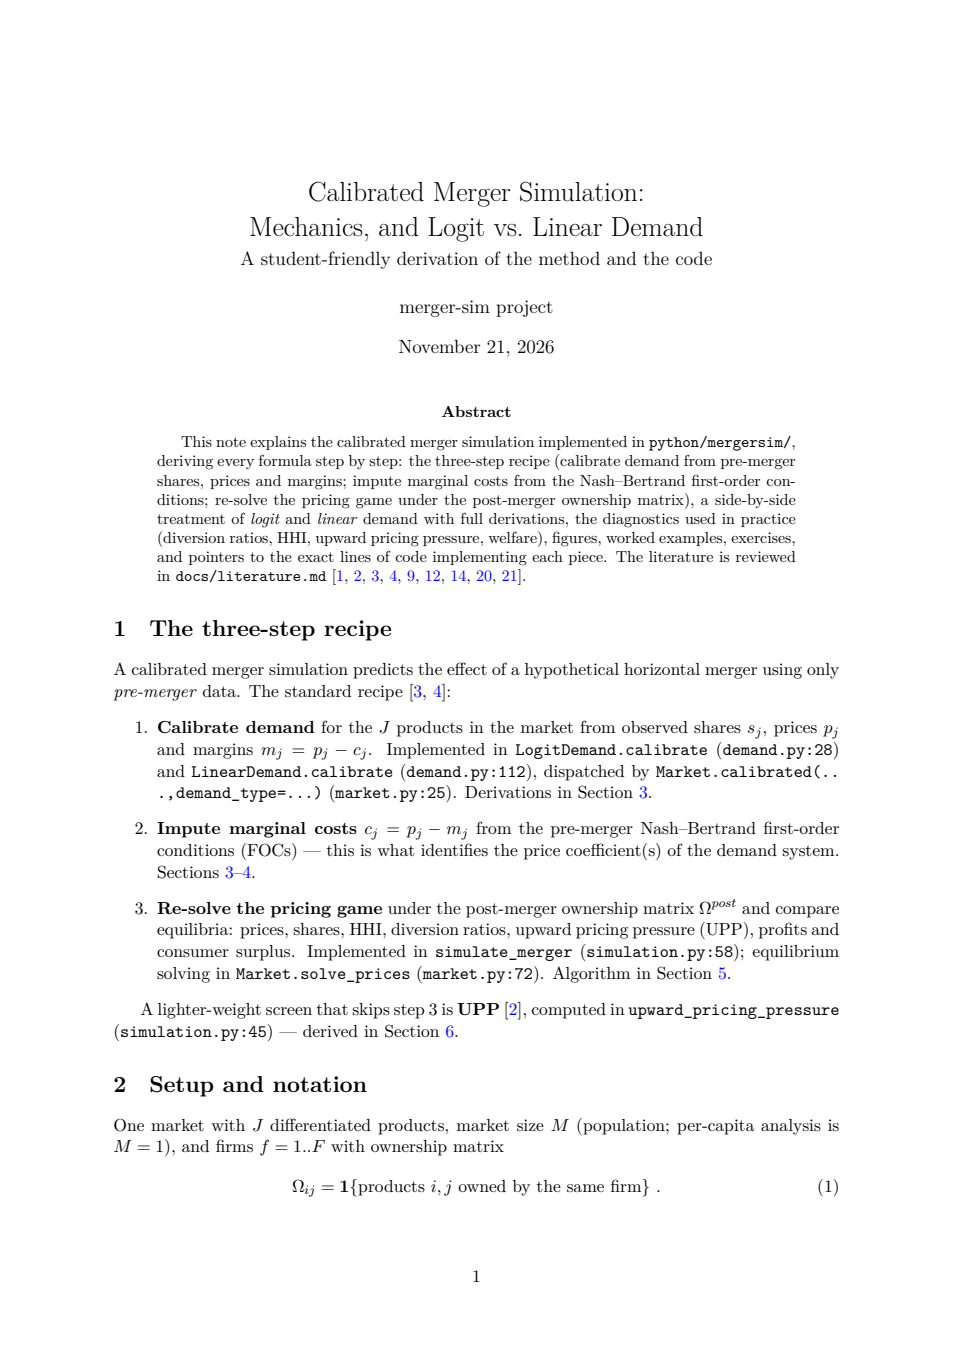 Calibrated Merger Simulation:
Mechanics, and Logit vs. Linear Demand
A student-friendly derivation of the method and the code
merger-sim project
November 21, 2026
Abstract
This note explains the calibrated merger simulation implemented in python/mergersim/,
deriving every formula step by step: the three-step recipe (calibrate demand from pre-merger
shares, prices and margins; impute marginal costs from the Nash–Bertrand first-order con-
ditions; re-solve the pricing game under the post-merger ownership matrix), a side-by-side
treatment of logit and linear demand with full derivations, the diagnostics used in practice
(diversion ratios, HHI, upward pricing pressure, welfare), figures, worked examples, exercises,
and pointers to the exact lines of code implementing each piece. The literature is reviewed
in docs/literature.md [1, 2, 3, 4, 9, 12, 14, 20, 21].
1 The three-step recipe
A calibrated merger simulation predicts the effect of a hypothetical horizontal merger using only
pre-merger data. The standard recipe [3, 4]:
1. Calibrate demand for the J products in the market from observed shares s_j, prices p_j
and margins m_j = p_j − c_j. Implemented in LogitDemand.calibrate (demand.py:28)
and LinearDemand.calibrate (demand.py:112), dispatched by Market.calibrated(..
.,demand_type=...) (market.py:25). Derivations in Section 3.
2. Impute marginal costs c_j = p_j − m_j from the pre-merger Nash–Bertrand first-order
conditions (FOCs) — this is what identifies the price coefficient(s) of the demand system.
Sections 3–4.
3. Re-solve the pricing game under the post-merger ownership matrix Ω^post and compare
equilibria: prices, shares, HHI, diversion ratios, upward pricing pressure (UPP), profits and
consumer surplus. Implemented in simulate_merger (simulation.py:58); equilibrium
solving in Market.solve_prices (market.py:72). Algorithm in Section 5.
A lighter-weight screen that skips step 3 is UPP [2], computed in upward_pricing_pressure
(simulation.py:45) — derived in Section 6.
2 Setup and notation
One market with J differentiated products, market size M (population; per-capita analysis is
M = 1), and firms f = 1..F with ownership matrix
Ω_ij = 1{products i, j owned by the same firm} . (1)
1